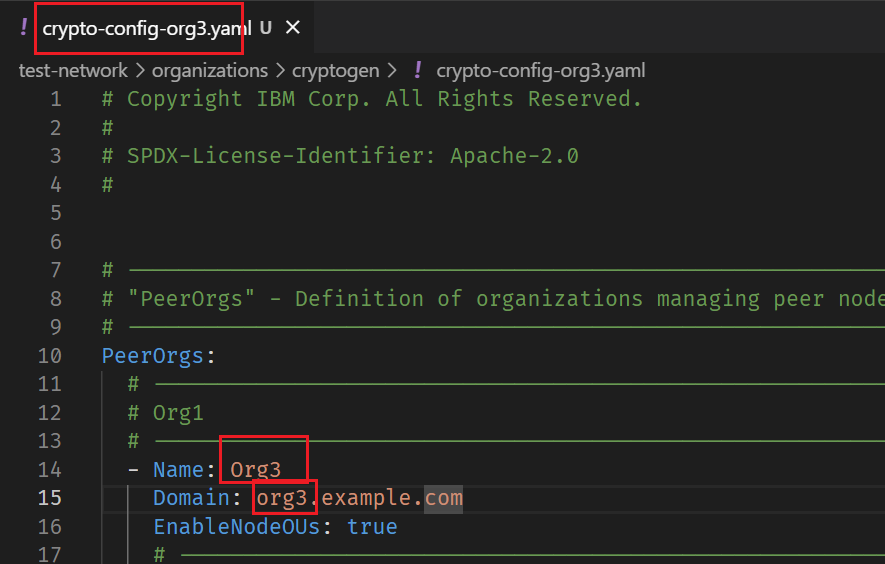 ! crypto-config-org3.yaml U ×
test-network > organizations > cryptogen > ! crypto-config-org3.yaml
1 # Copyright IBM Corp. All Rights Reserved.
2 #
3 # SPDX-License-Identifier: Apache-2.0
4 #
5
6
7 # ---------------------------------------------------------------
8 # "PeerOrgs" - Definition of organizations managing peer node
9 # ---------------------------------------------------------------
10 PeerOrgs:
11 # ---------------------------------------------------------------
12 # Org1
13 # ---------------------------------------------------------------
14 - Name: Org3
15 Domain: org3.example.com
16 EnableNodeOUs: true
17 # ---------------------------------------------------------------